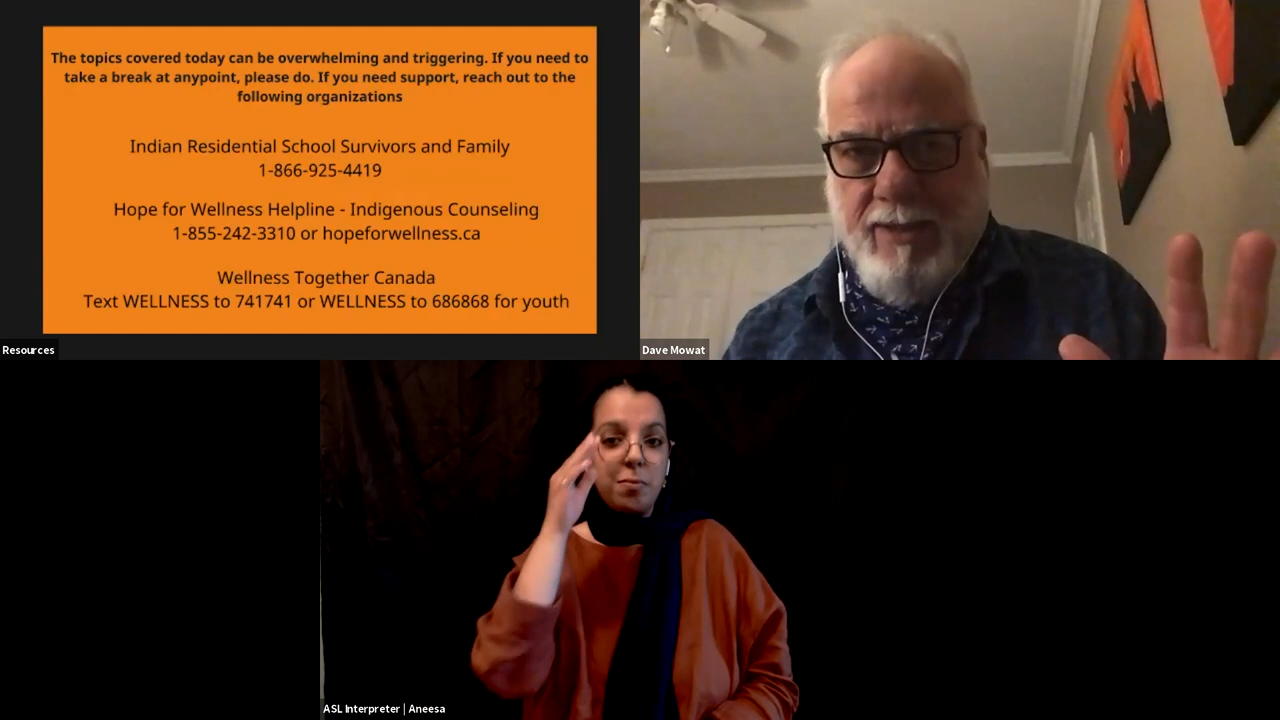 The topics covered today can be overwhelming and triggering. If you need to
take a break at anypoint, please do. If you need support, reach out to the
following organizations
Indian Residential School Survivors and Family
1-866-925-4419
Hope for Wellness Helpline - Indigenous Counseling
1-855-242-3310 or hopeforwellness.ca
Wellness Together Canada
Text WELLNESS to 741741 or WELLNESS to 686868 for youth
Resources
Dave Mowat
ASL Interpreter | Aneesa